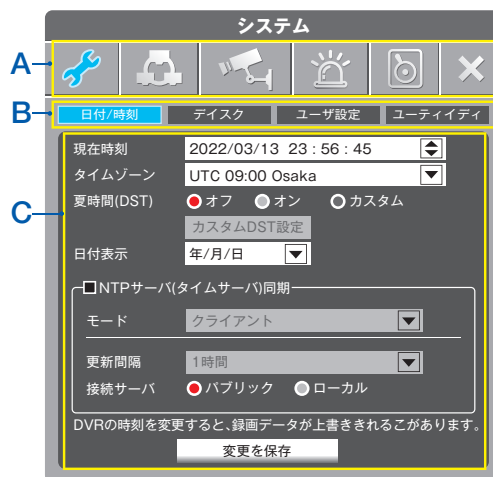 システム
A
B
日付/時刻 デイスク ユーザ設定 ユーティイディ
C
現在時刻 2022/03/13 23 : 56 : 45
タイムゾーン UTC 09:00 Osaka
夏時間(DST) オフ オン カスタム
カスタムDST設定
日付表示 年/月/日
NTPサーバ(タイムサーバ)同期
モード クライアント
更新間隔 1時間
接続サーバ パブリック ローカル
DVRの時刻を変更すると、録画データが上書ききれるこがあります。
変更を保存